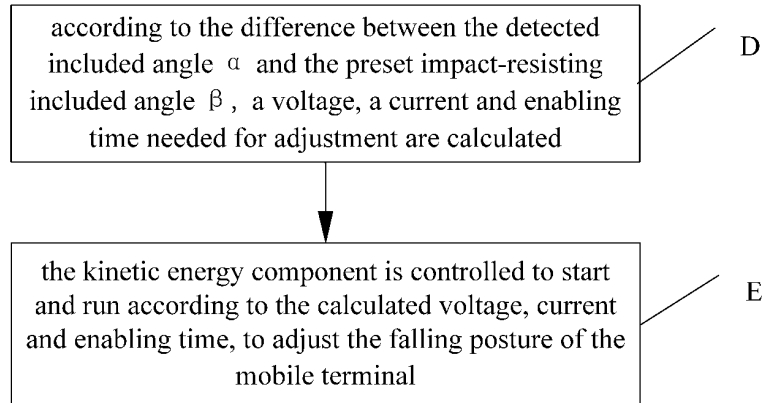 according to the difference between the detected
included angle α and the preset impact-resisting
included angle β, a voltage, a current and enabling
time needed for adjustment are calculated
D
the kinetic energy component is controlled to start
and run according to the calculated voltage, current
and enabling time, to adjust the falling posture of the
mobile terminal
E